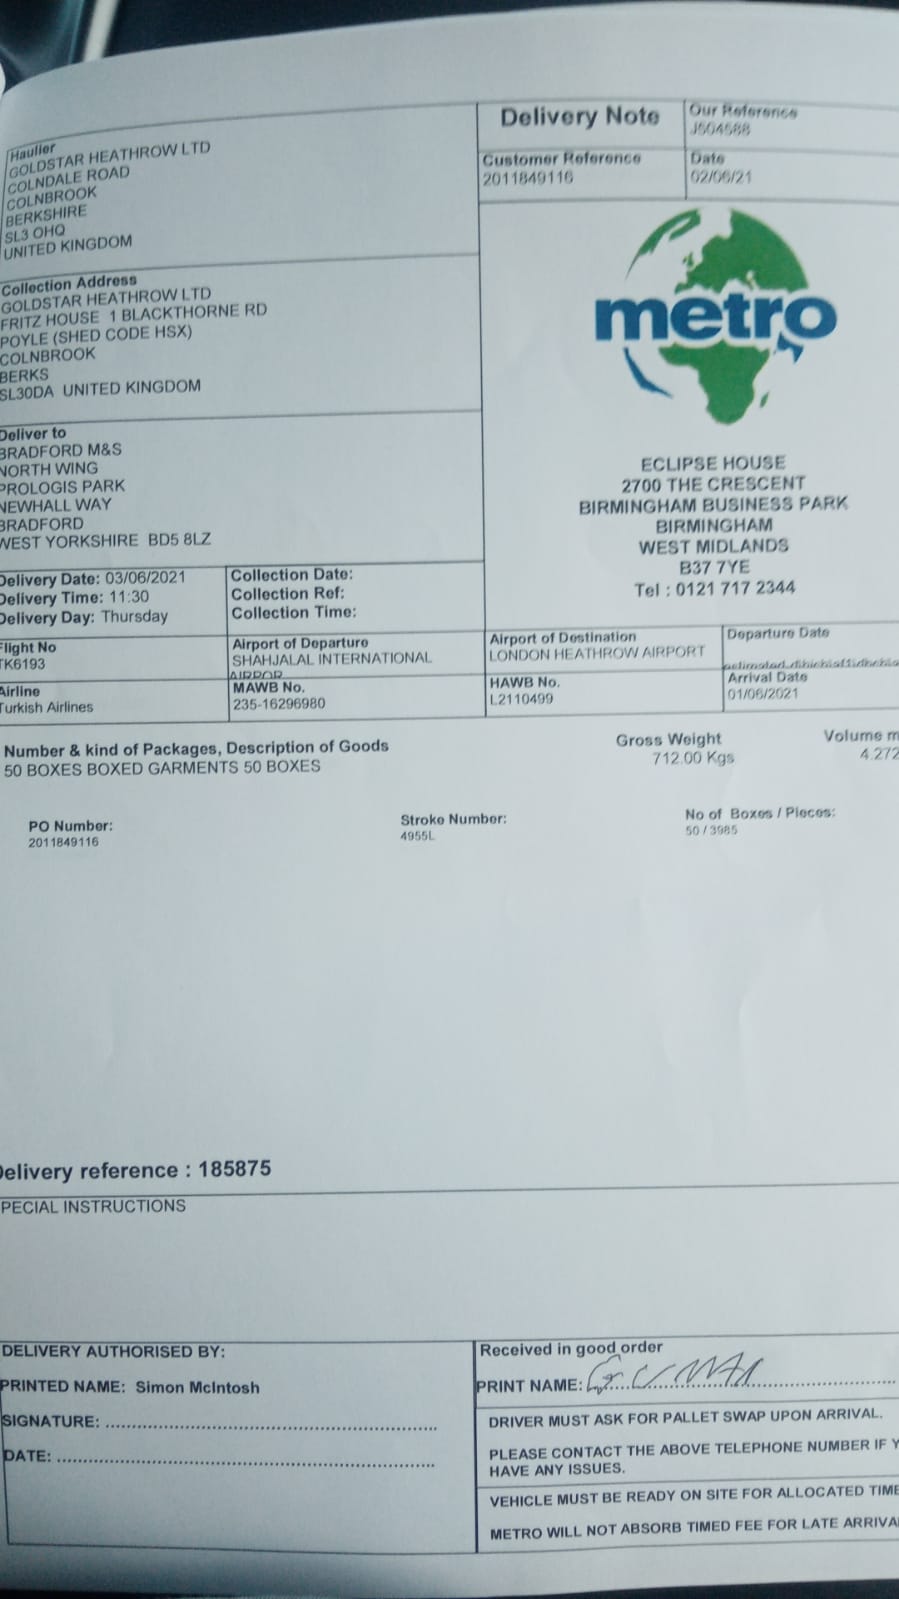 Delivery Note
Our Reference
J504588
Customer Reference
2011849116
Date
02/06/21
Haulier
GOLDSTAR HEATHROW LTD
COLNDALE ROAD
COLNBROOK
BERKSHIRE
SL3 OHQ
UNITED KINGDOM
Collection Address
GOLDSTAR HEATHROW LTD
FRITZ HOUSE 1 BLACKTHORNE RD
POYLE (SHED CODE HSX)
COLNBROOK
BERKS
SL30DA UNITED KINGDOM
metro
ECLIPSE HOUSE
2700 THE CRESCENT
BIRMINGHAM BUSINESS PARK
BIRMINGHAM
WEST MIDLANDS
B37 7YE
Tel : 0121 717 2344
Deliver to
BRADFORD M&S
NORTH WING
PROLOGIS PARK
NEWHALL WAY
BRADFORD
WEST YORKSHIRE BD5 8LZ
Delivery Date: 03/06/2021
Delivery Time: 11:30
Delivery Day: Thursday
Collection Date:
Collection Ref:
Collection Time:
Flight No
TK6193
Airport of Departure
SHAHJALAL INTERNATIONAL
Airport of Destination
LONDON HEATHROW AIRPORT
Departure Date
Airline
Turkish Airlines
MAWB No.
235-16296980
HAWB No.
L2110499
Arrival Date
01/06/2021
Number & kind of Packages, Description of Goods
50 BOXES BOXED GARMENTS 50 BOXES
Gross Weight
712.00 Kgs
Volume m
4.272
PO Number:
2011849116
Stroke Number:
4955L
No of Boxes / Pieces:
50 / 3985
Delivery reference : 185875
PECIAL INSTRUCTIONS
DELIVERY AUTHORISED BY:
PRINTED NAME: Simon McIntosh
SIGNATURE:
DATE:
Received in good order
PRINT NAME:
DRIVER MUST ASK FOR PALLET SWAP UPON ARRIVAL.
PLEASE CONTACT THE ABOVE TELEPHONE NUMBER IF Y
HAVE ANY ISSUES.
VEHICLE MUST BE READY ON SITE FOR ALLOCATED TIME
METRO WILL NOT ABSORB TIMED FEE FOR LATE ARRIVA